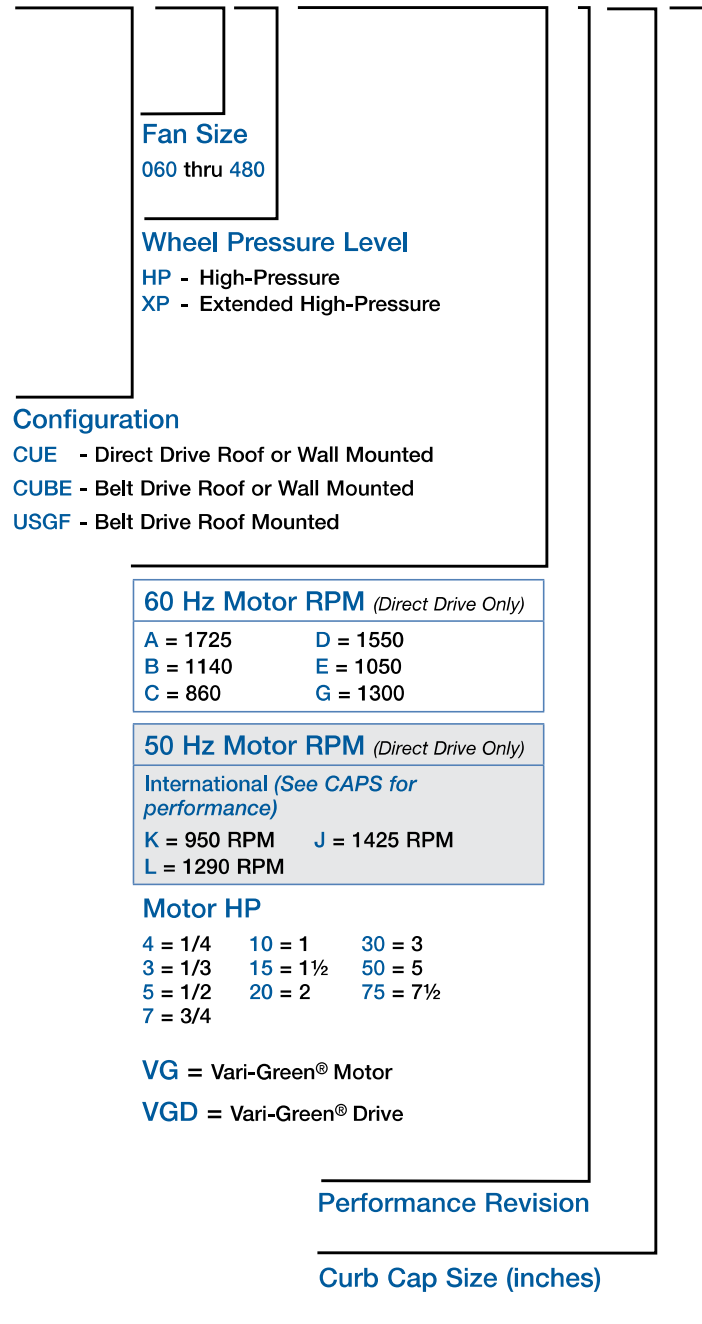 Fan Size
060 thru 480
Wheel Pressure Level
HP - High-Pressure
XP - Extended High-Pressure
Configuration
CUE - Direct Drive Roof or Wall Mounted
CUBE - Belt Drive Roof or Wall Mounted
USGF - Belt Drive Roof Mounted
60 Hz Motor RPM (Direct Drive Only)
A = 1725 D = 1550
B = 1140 E = 1050
C = 860 G = 1300
50 Hz Motor RPM (Direct Drive Only)
International (See CAPS for
performance)
K = 950 RPM J = 1425 RPM
L = 1290 RPM
Motor HP
4 = 1/4 10 = 1 30 = 3
3 = 1/3 15 = 1½ 50 = 5
5 = 1/2 20 = 2 75 = 7½
7 = 3/4
VG = Vari-Green® Motor
VGD = Vari-Green® Drive
Performance Revision
Curb Cap Size (inches)